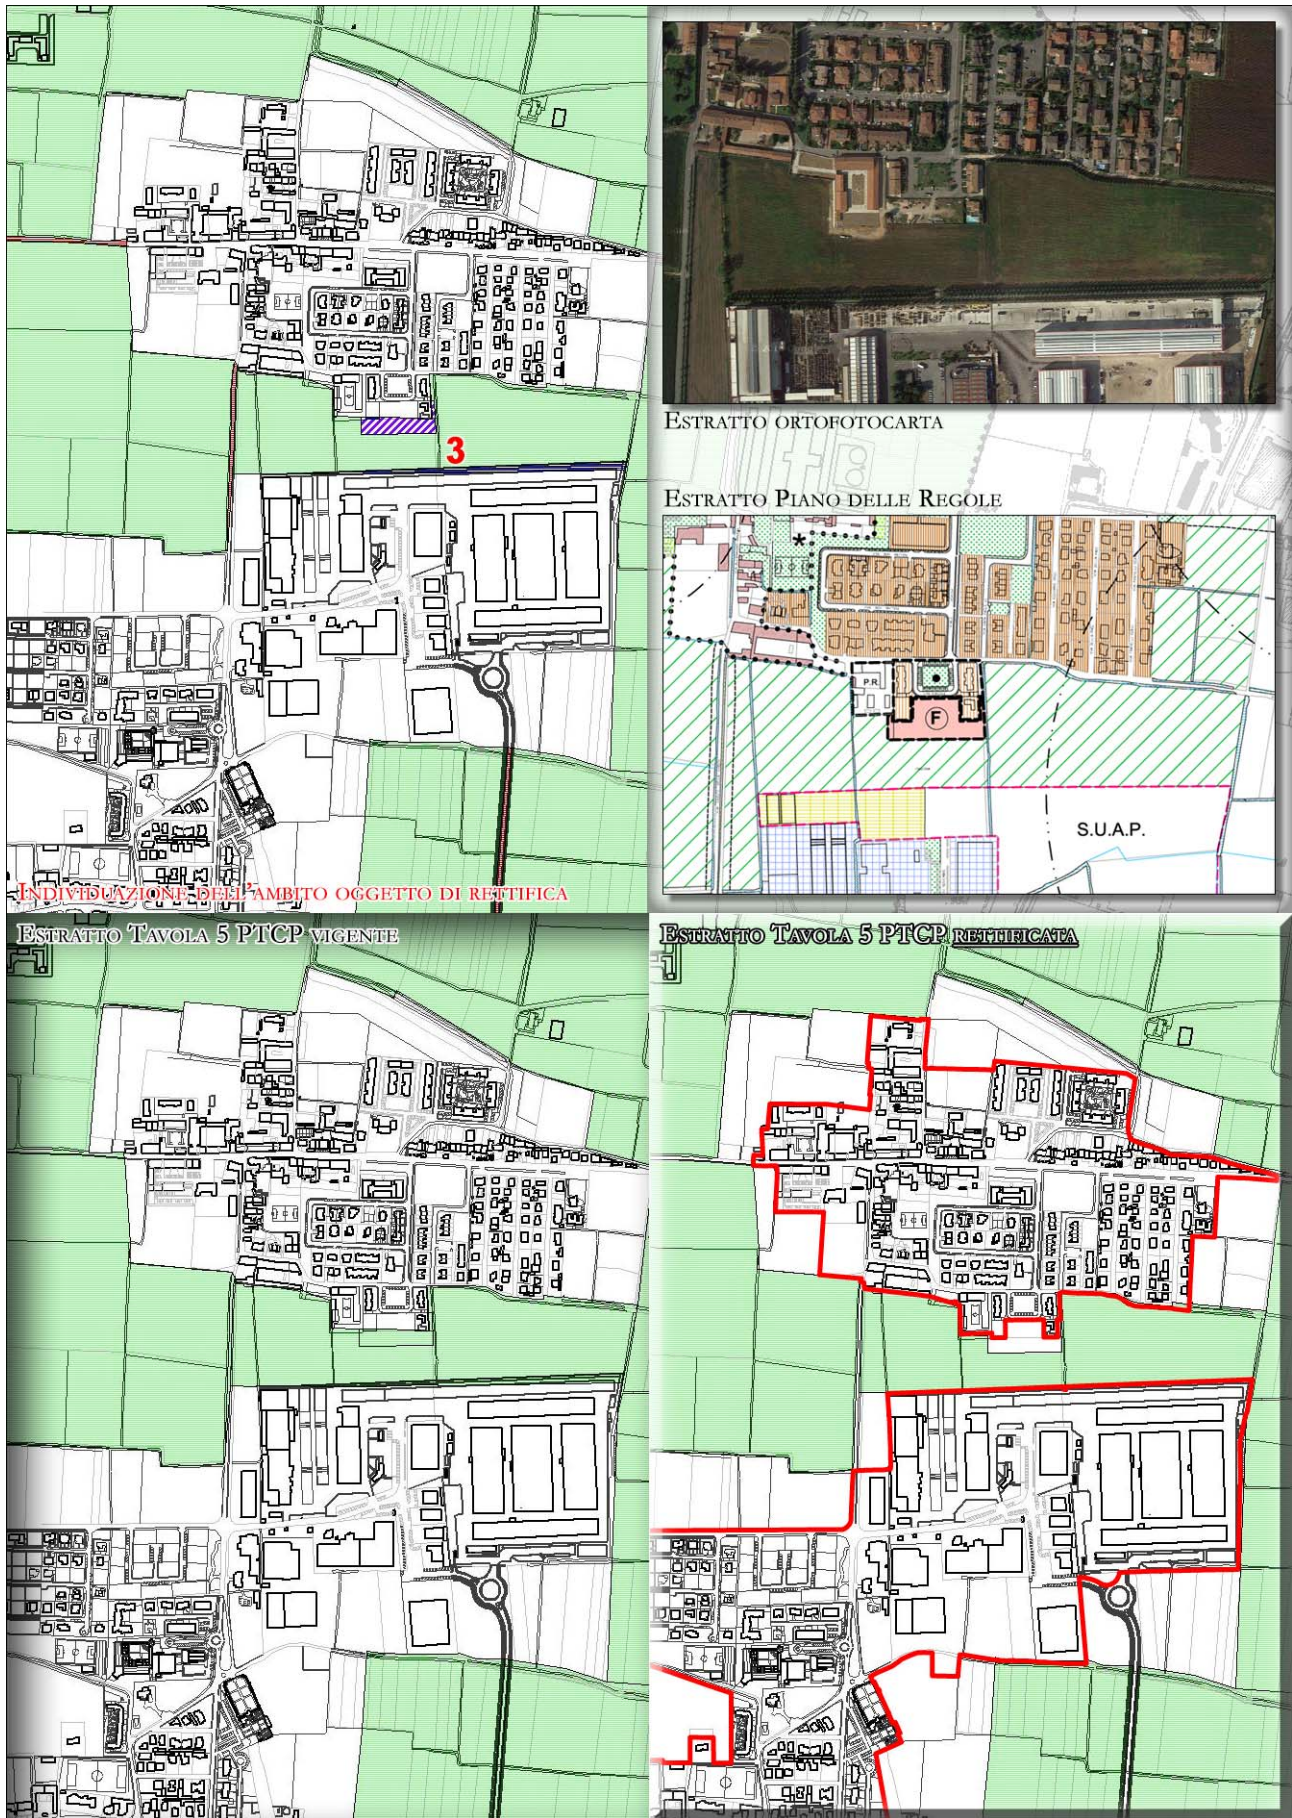 3
INDIVIDUAZIONE DELL'AMBITO OGGETTO DI RETTIFICA
ESTRATTO ORTOFOTOCARTA
ESTRATTO PIANO DELLE REGOLE
*
P.R.
F
S.U.A.P.
ESTRATTO TAVOLA 5 PTCP VIGENTE
ESTRATTO TAVOLA 5 PTCP RETTIFICATA